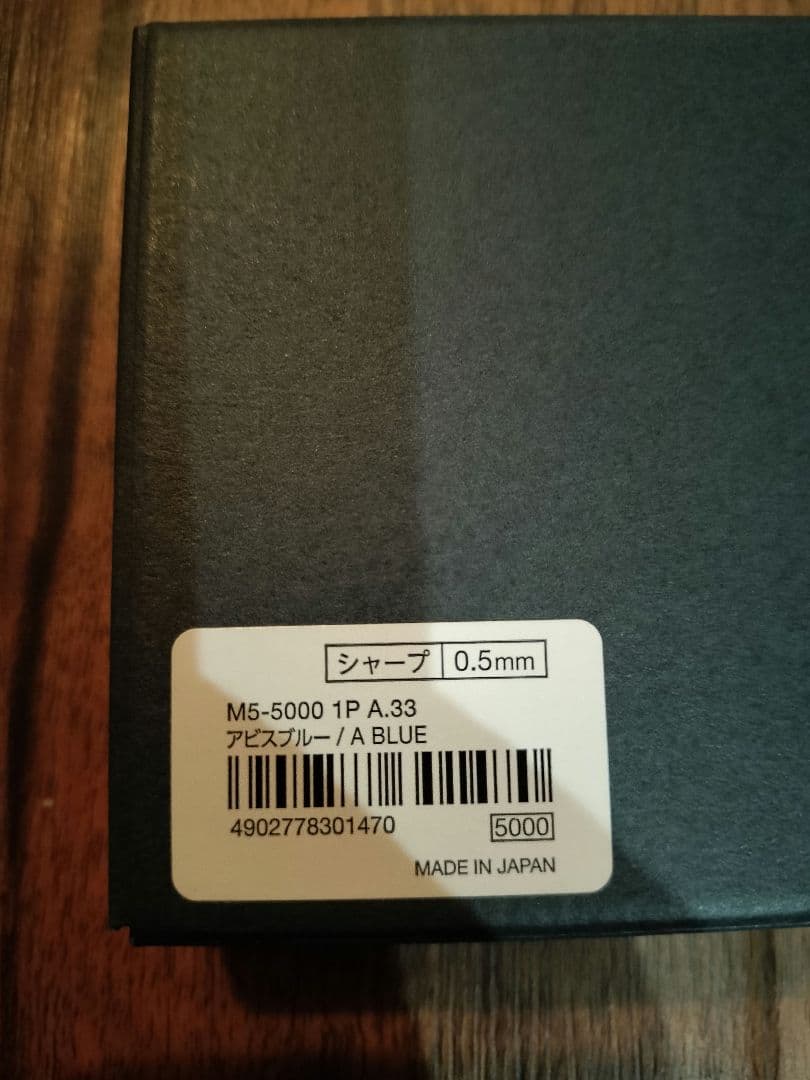 シャープ 0.5mm
M5-5000 1P A.33
アビスブルー / A BLUE
4902778301470 5000
MADE IN JAPAN